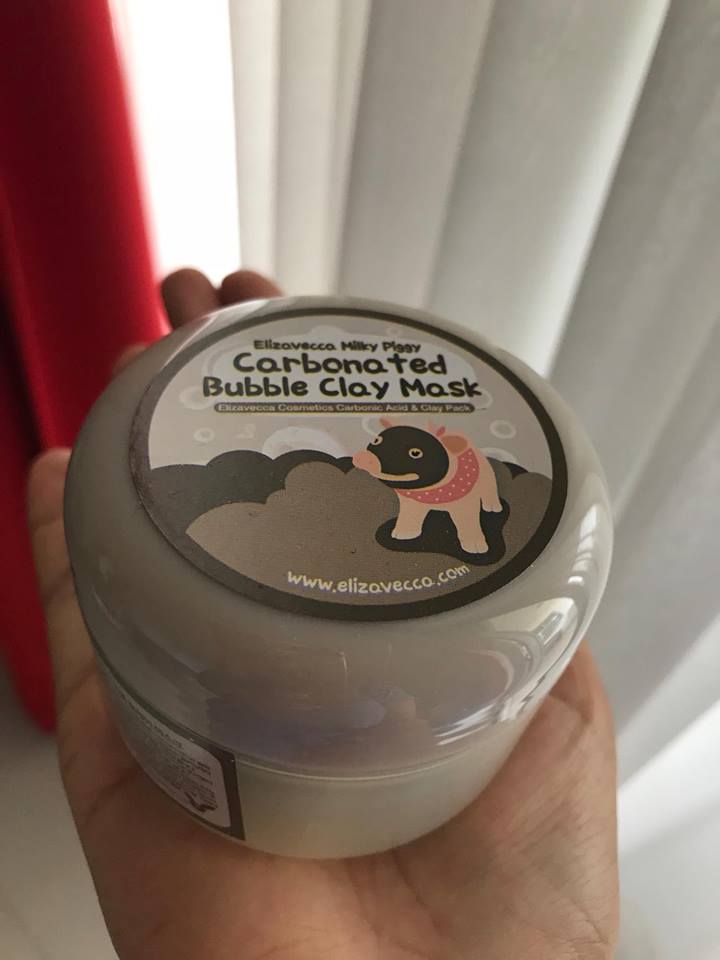 Elizavecca Milky Piggy
Carbonated
Bubble Clay Mask
Elizavecca Cosmetics Carbonic Acid & Clay Pack
www.elizavecca.com